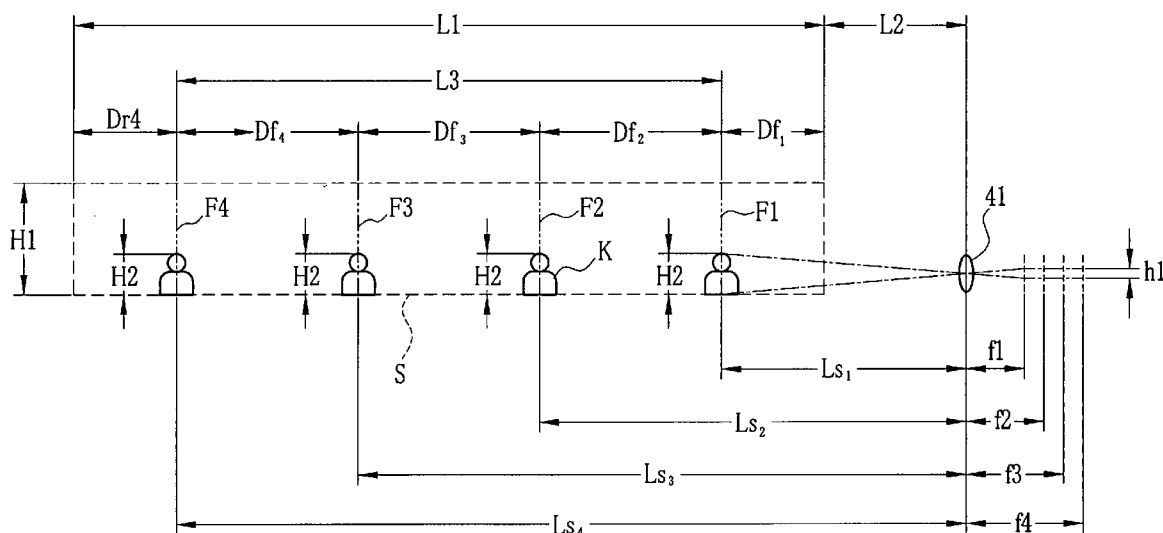 L1
L2
L3
Dr4
Df₄
Df₃
Df₂
Df₁
H1
F4
F3
F2
F1
41
H2
H2
H2
K
H2
h1
S
Ls₁
f1
Ls₂
f2
Ls₃
f3
Ls₄
f4